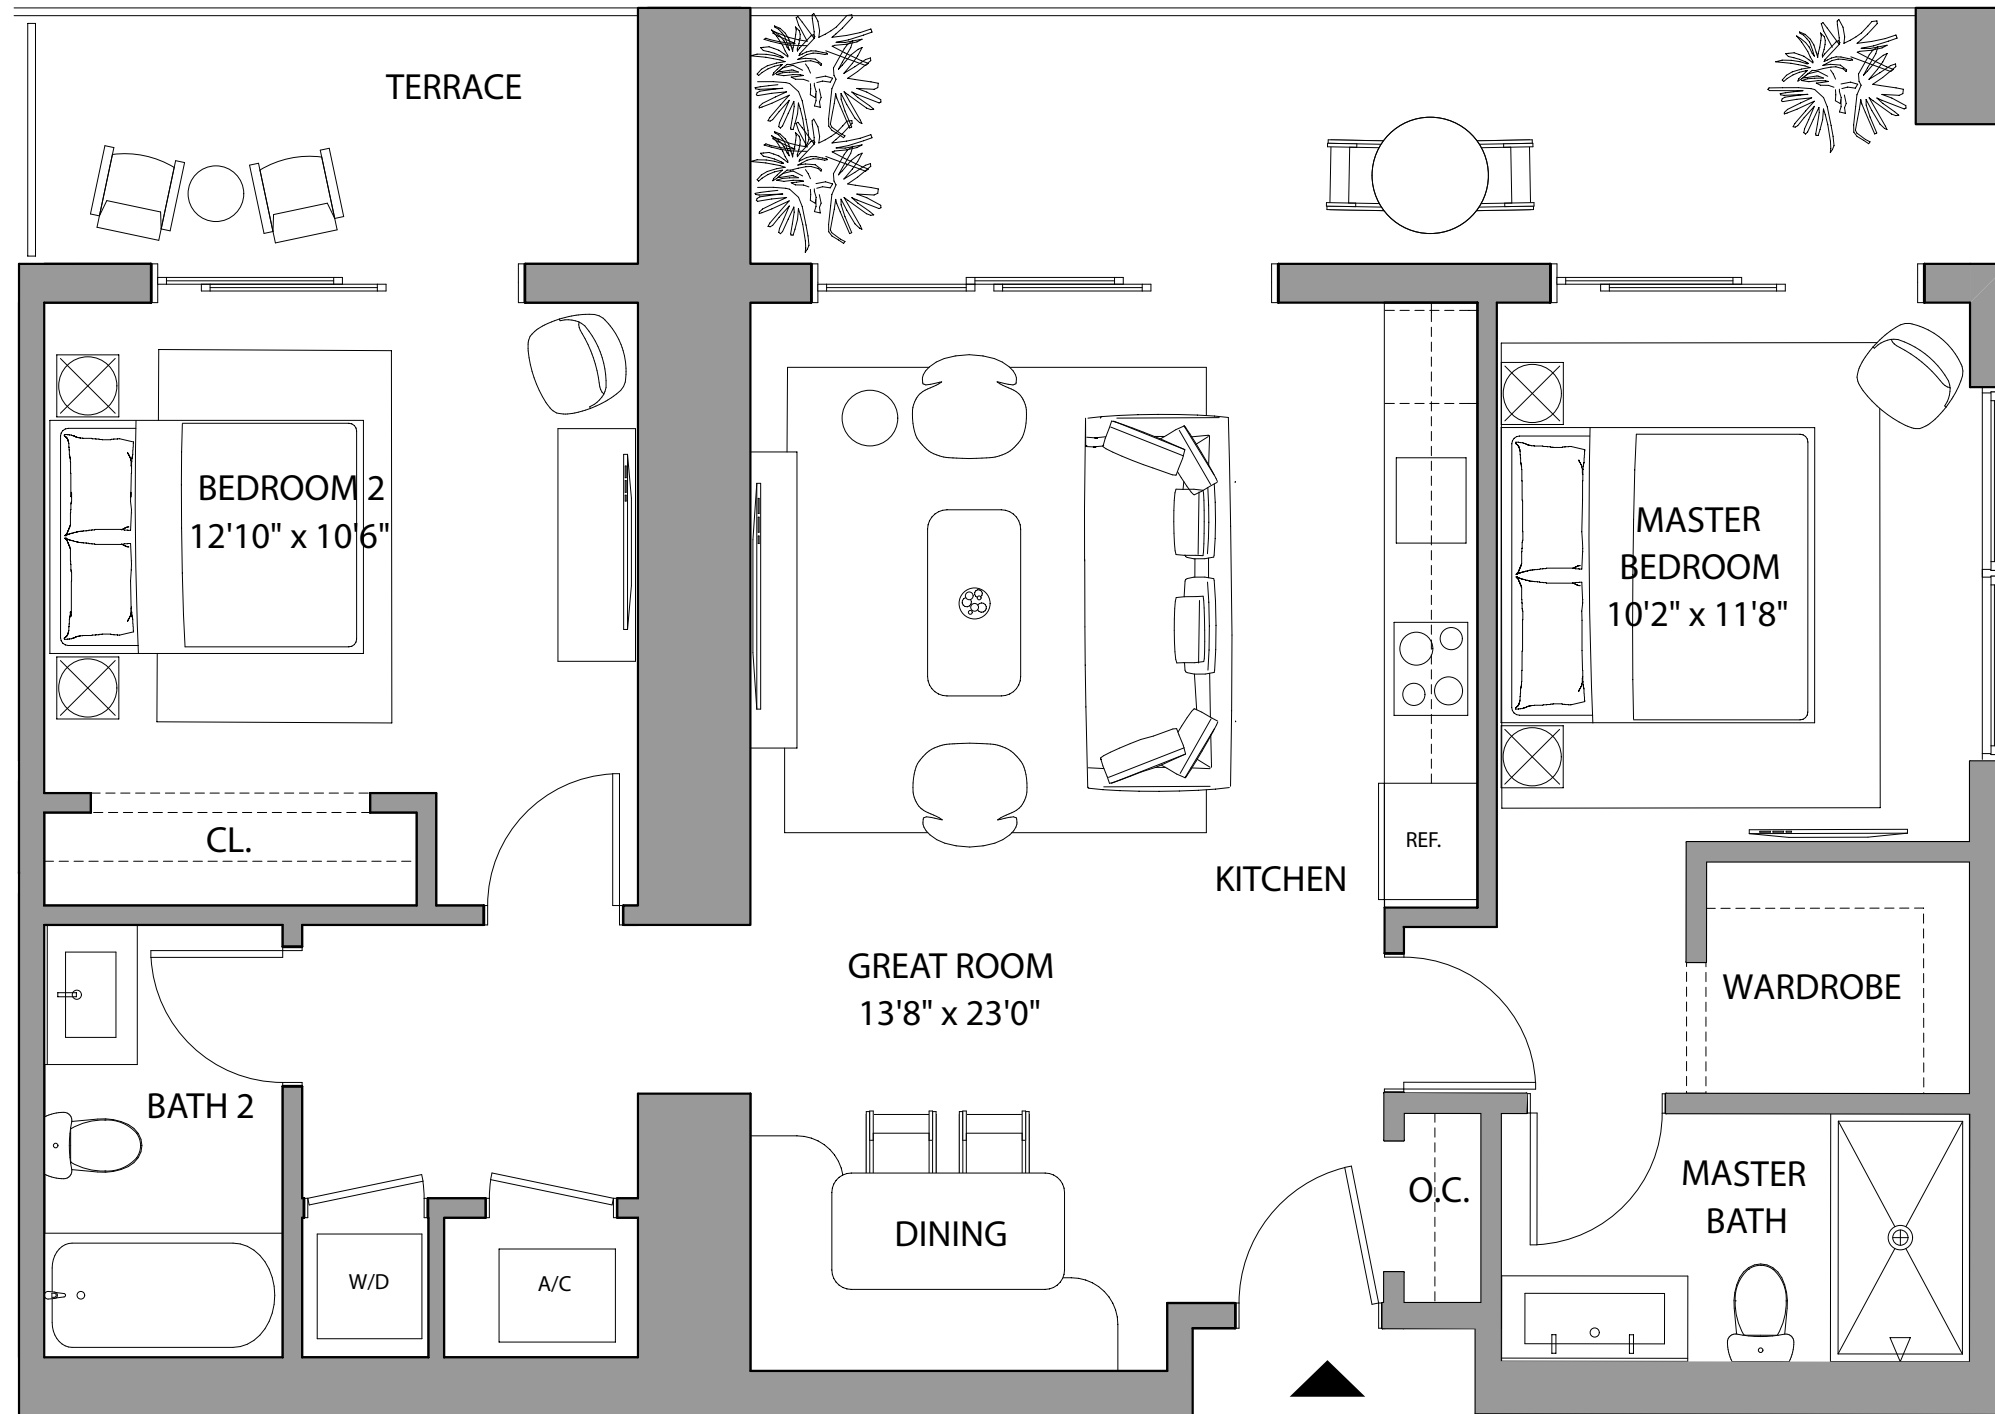 TERRACE
BEDROOM 2
12'10" x 10'6"
MASTER
BEDROOM
10'2" x 11'8"
CL.
REF.
KITCHEN
GREAT ROOM
13'8" x 23'0"
WARDROBE
BATH 2
MASTER
BATH
O.C.
DINING
W/D
A/C